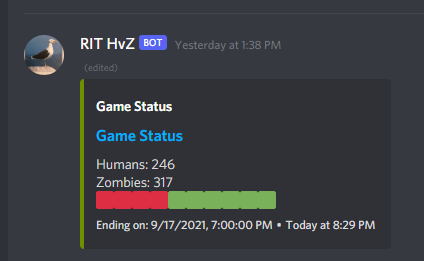 RIT HvZ BOT Yesterday at 1:38 PM
(edited)
Game Status
Game Status
Humans: 246
Zombies: 317
Ending on: 9/17/2021, 7:00:00 PM • Today at 8:29 PM